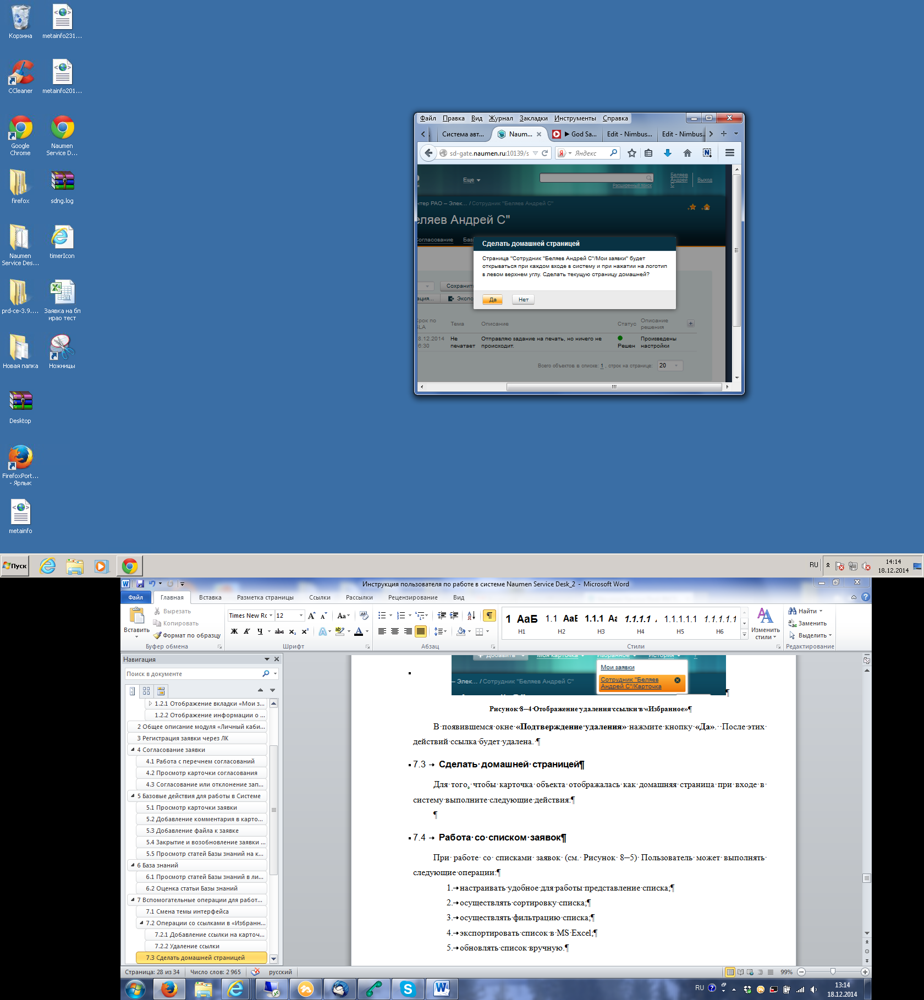 Корзина
metainfo231...
CCleaner
metainfo201...
Google
Chrome
Naumen
Service D...
firefox
sdng.log
Naumen
Service Des...
timerIcon
prd-ce-3.9....
Заявка на бп
ирао тест
Новая папка
Ножницы
Desktop
FirefoxPort...
- Ярлык
metainfo
Файл Правка Вид Журнал Закладки Инструменты Справка
Система авт... Naum... God Sa... Edit - Nimbus... Edit - Nimbus...
sd-gate.naumen.ru:10139/s Яндекс
Еще
Расширенный поиск
Беляев
Андрей
С
Выход
нтер РАО – Элек... / Сотрудник "Беляев Андрей С"
еляев Андрей С"
Согласование Баз
Сделать домашней страницей
Страница "Сотрудник "Беляев Андрей С"/Мои заявки" будет
открываться при каждом входе в систему и при нажатии на логотип
в левом верхнем углу. Сделать текущую страницу домашней?
Да Нет
Сохранит
ация... Экспо
Срок по
SLA
Тема
Описание
Статус
Описание
решения
8.12.2014
6:30
Не
печатает
Отправляю задание на печать, но ничего не
происходит.
Решен
Произведены
настройки
Всего объектов в списке: 1 , строк на странице: 20
Пуск
RU
14:14
18.12.2014
Инструкция пользователя по работе в системе Naumen Service Desk_2 - Microsoft Word
Файл Главная Вставка Разметка страницы Ссылки Рассылки Рецензирование Вид
Вставить
Вырезать
Копировать
Формат по образцу
Буфер обмена
Times New Rc 12
Шрифт
Абзац
1 АаБ 1.1 АаБ 1.1.1 Аа 1.1.1.1 1.1.1.1.1 1.1.1.1.1
H1 H2 H3 H4 H5 H6
Стили
Изменить
стили
Найти
Заменить
Выделить
Редактирование
Навигация
Поиск в документе
1.2.1 Отображение вкладки «Мои з...
1.2.2 Отображение информации о ...
2 Общее описание модуля «Личный каби...
3 Регистрация заявки через ЛК
4 Согласование заявки
4.1 Работа с перечнем согласований
4.2 Просмотр карточки согласования
4.3 Согласование или отклонение зап...
5 Базовые действия для работы в Системе
5.1 Просмотр карточки заявки
5.2 Добавление комментария в карто...
5.3 Добавление файла к заявке
5.4 Закрытие и возобновление заявки ...
5.5 Просмотр статей Базы знаний на к...
6 База знаний
6.1 Просмотр статей Базы знаний в ли...
6.2 Оценка статьи Базы знаний
7 Вспомогательные операции для работ...
7.1 Смена темы интерфейса
7.2 Операции со ссылками в «Избранн...
7.2.1 Добавление ссылки на карточ...
7.2.2 Удаление ссылки
7.3 Сделать домашней страницей
Добавить Моя карточка Избранное История
Мои заявки
Сотрудник "Беляев
Андрей С"/Карточка
– Элек... / Сотрудник "Беляев Андрей С"
Рисунок 8–4 Отображение удаления ссылки в «Избранное»¶
В появившемся окне «Подтверждение удаления» нажмите кнопку «Да». После этих
действий ссылка будет удалена. ¶
7.3 Сделать домашней страницей¶
Для того, чтобы карточка объекта отображалась как домашняя страница при входе в
систему выполните следующие действия:¶
¶
7.4 Работа со списком заявок¶
При работе со списками заявок (см. Рисунок 8–5) Пользователь может выполнять
следующие операции:¶
1. настраивать удобное для работы представление списка;¶
2. осуществлять сортировку списка;¶
3. осуществлять фильтрацию списка;¶
4. экспортировать список в MS Excel;¶
5. обновлять список вручную.¶
Страница: 28 из 34 Число слов: 2 965 русский 99%
RU
13:14
18.12.2014